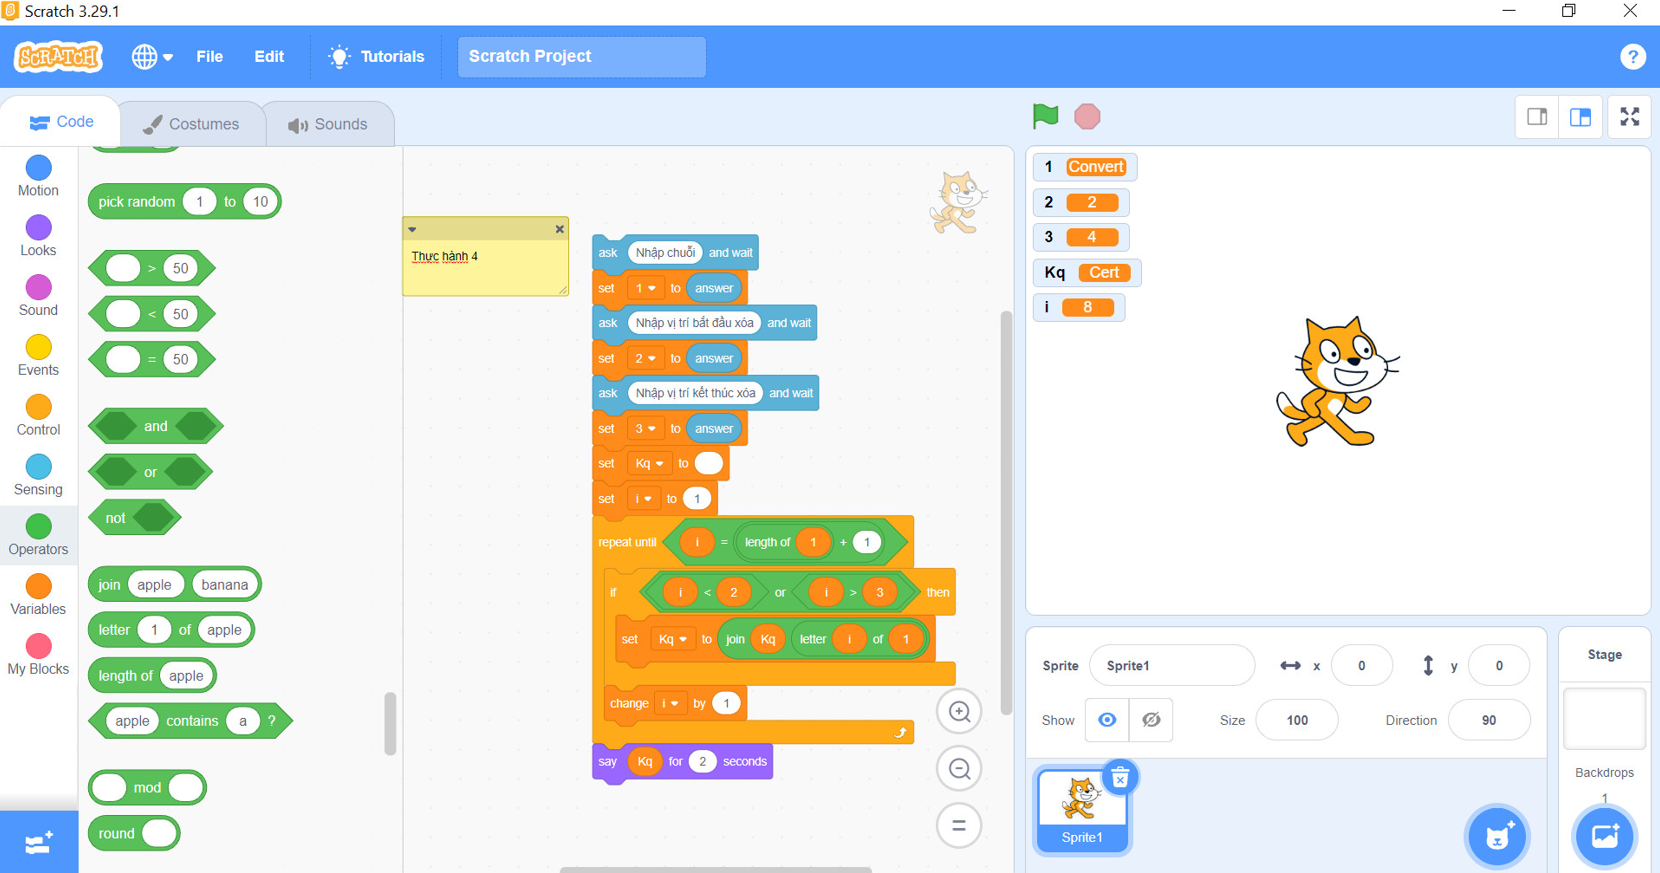 Scratch 3.29.1
SCRATCH
File
Edit
Tutorials
Scratch Project
?
Code
Costumes
Sounds
Motion
Looks
Sound
Events
Control
Sensing
Operators
Variables
My Blocks
pick random 1 to 10
> 50
< 50
= 50
and
or
not
join apple banana
letter 1 of apple
length of apple
apple contains a ?
mod
round
Thực hành 4
ask Nhập chuỗi and wait
set 1 to answer
ask Nhập vị trí bắt đầu xóa and wait
set 2 to answer
ask Nhập vị trí kết thúc xóa and wait
set 3 to answer
set Kq to
set i to 1
repeat until i = length of 1 + 1
if i < 2 or i > 3 then
set Kq to join Kq letter i of 1
change i by 1
say Kq for 2 seconds
1 Convert
2 2
3 4
Kq Cert
i 8
Sprite Sprite1 x 0 y 0
Show Size 100 Direction 90
Sprite1
Stage
Backdrops
1